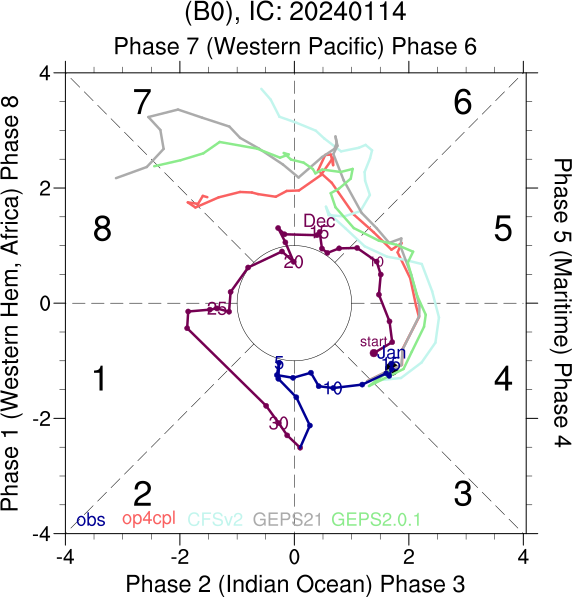 (B0), IC: 20240114
Phase 7 (Western Pacific) Phase 6
4
7
6
2
Dec
15
8
5
10
20
0
25
start
Jan
15
5
10
1
4
-2
30
2
3
obs
op4cpl
CFSv2
GEPS21
GEPS2.0.1
-4
-4
-2
0
2
4
Phase 2 (Indian Ocean) Phase 3
Phase 1 (Western Hem, Africa) Phase 8
Phase 5 (Maritime) Phase 4